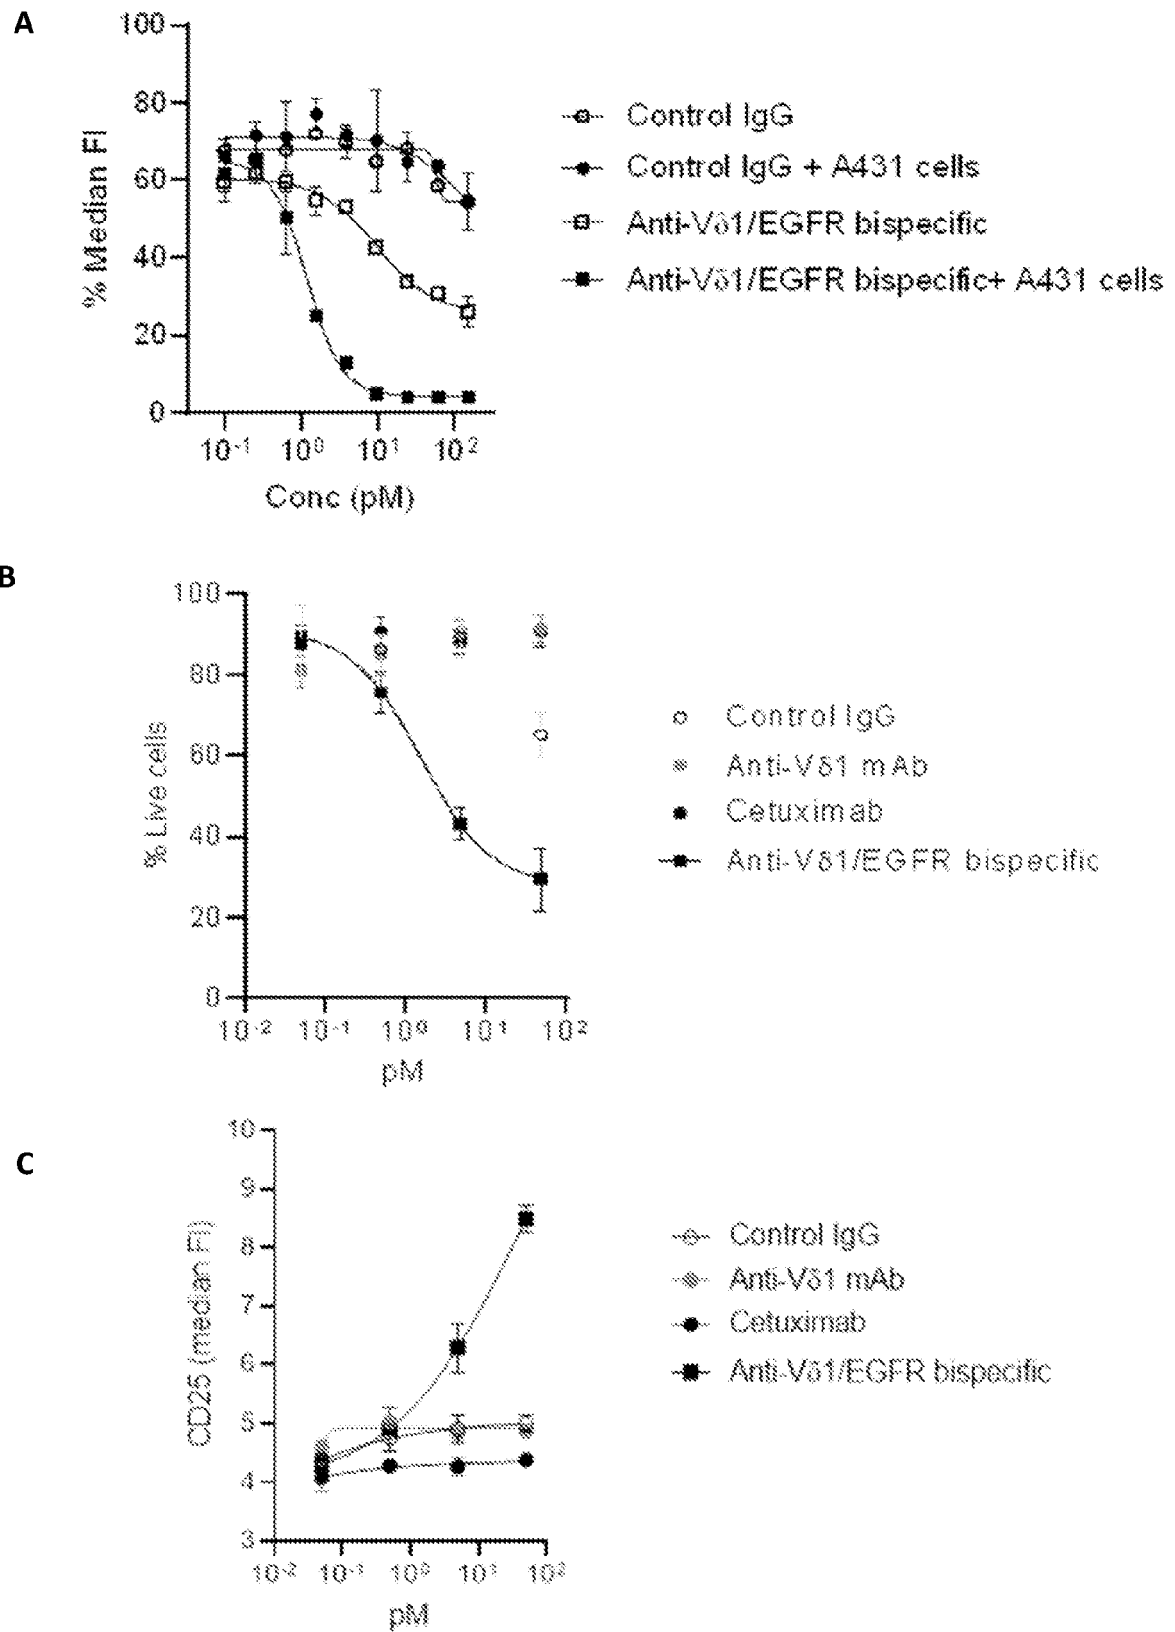 A
100
80
60
40
20
0
% Median FI
10-1 10⁰ 10¹ 10²
Conc (pM)
Control IgG
Control IgG + A431 cells
Anti-Vδ1/EGFR bispecific
Anti-Vδ1/EGFR bispecific+ A431 cells
B
100
80
60
40
20
0
% Live cells
10-2 10-1 10⁰ 10¹ 10²
pM
Control IgG
Anti-Vδ1 mAb
Cetuximab
Anti-Vδ1/EGFR bispecific
C
10
9
8
7
6
5
4
3
CD25 (median FI)
10-2 10-1 10⁰ 10¹ 10²
pM
Control IgG
Anti-Vδ1 mAb
Cetuximab
Anti-Vδ1/EGFR bispecific